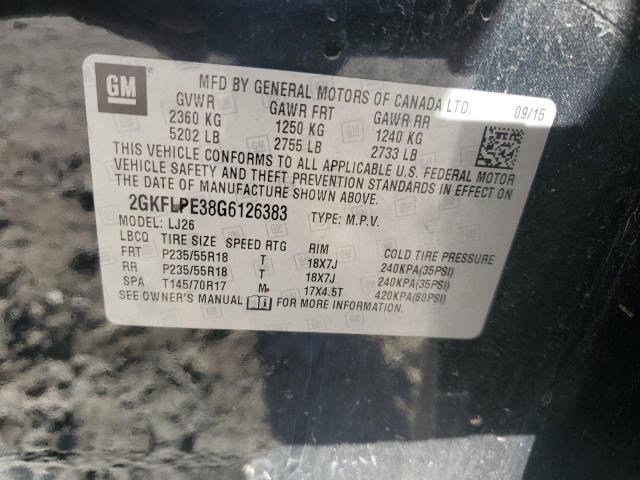 GM
MFD BY GENERAL MOTORS OF CANADA LTD. 09/15
GVWR GAWR FRT GAWR RR
2360 KG 1250 KG 1240 KG
5202 LB 2755 LB 2733 LB
THIS VEHICLE CONFORMS TO ALL APPLICABLE U.S. FEDERAL MOTOR
VEHICLE SAFETY AND THEFT PREVENTION STANDARDS IN EFFECT ON
THE DATE OF MANUFACTURE SHOWN ABOVE.
2GKFLPE38G6126383 TYPE: M.P.V.
MODEL: LJ26
LBCQ TIRE SIZE SPEED RTG RIM COLD TIRE PRESSURE
FRT P235/55R18 T 18X7J 240KPA(35PSI)
RR P235/55R18 T 18X7J 240KPA(35PSI)
SPA T145/70R17 M 17X4.5T 420KPA(60PSI)
SEE OWNER'S MANUAL FOR MORE INFORMATION.